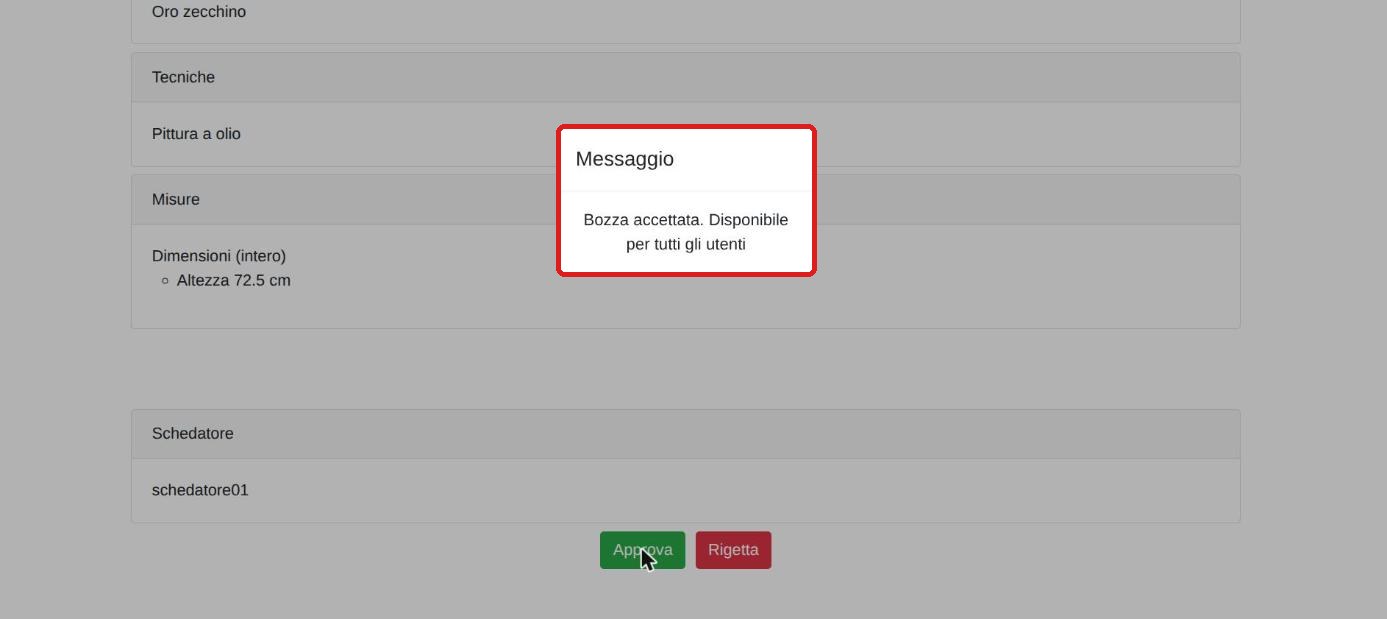 Oro zecchino
Tecniche
Pittura a olio
Misure
Dimensioni (intero)
Altezza 72.5 cm
Messaggio
Bozza accettata. Disponibile
per tutti gli utenti
Schedatore
schedatore01
Approva
Rigetta